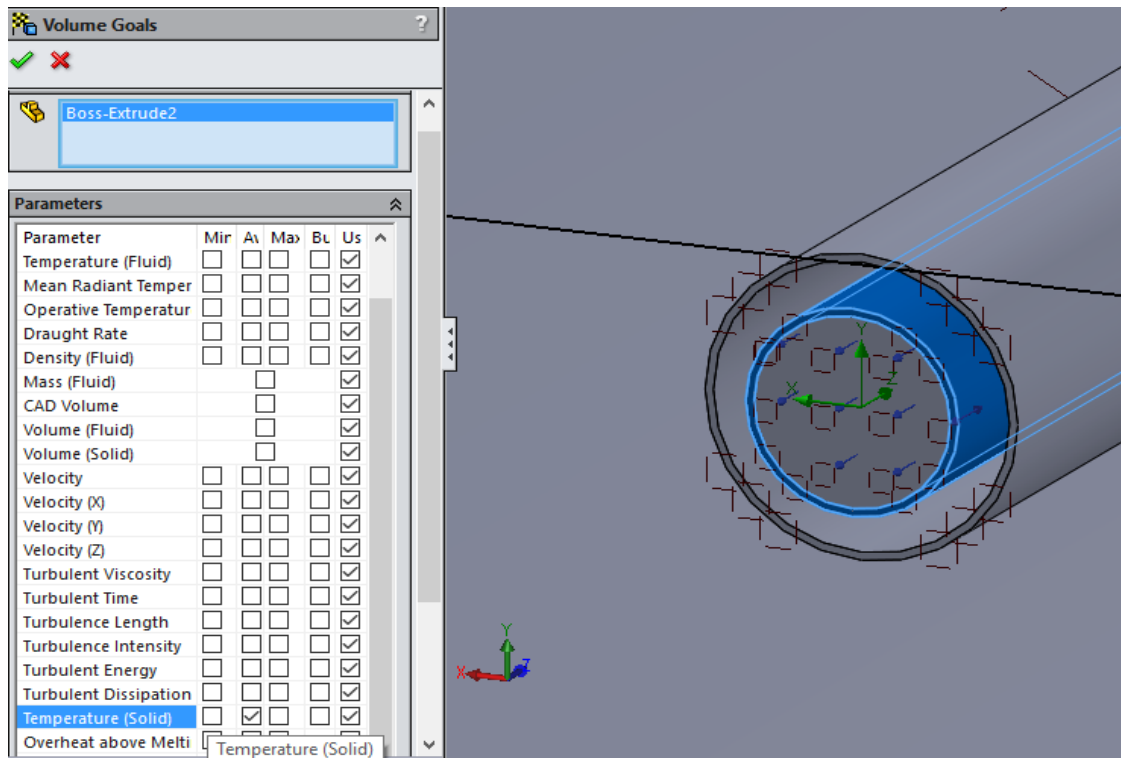 Volume Goals ?
Boss-Extrude2
Parameters
Parameter Mir Av Max Bu Us
Temperature (Fluid)
Mean Radiant Temper
Operative Temperatur
Draught Rate
Density (Fluid)
Mass (Fluid)
CAD Volume
Volume (Fluid)
Volume (Solid)
Velocity
Velocity (X)
Velocity (Y)
Velocity (Z)
Turbulent Viscosity
Turbulent Time
Turbulence Length
Turbulence Intensity
Turbulent Energy
Turbulent Dissipation
Temperature (Solid)
Overheat above Melti
Temperature (Solid)
Y
X
Z
Y
X
Z